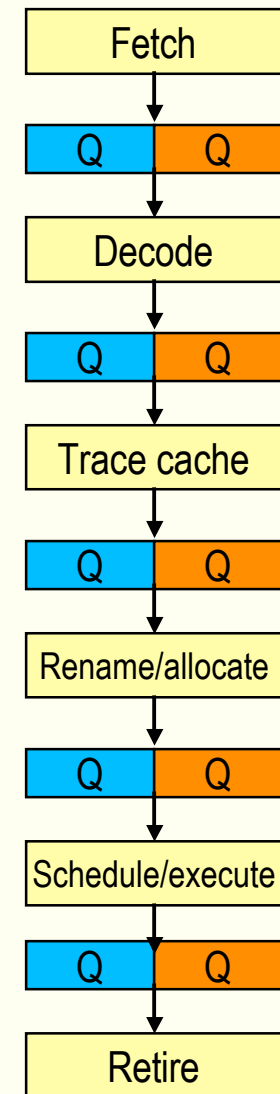 Fetch
Q Q
Decode
Q Q
Trace cache
Q Q
Rename/allocate
Q Q
Schedule/execute
Q Q
Retire